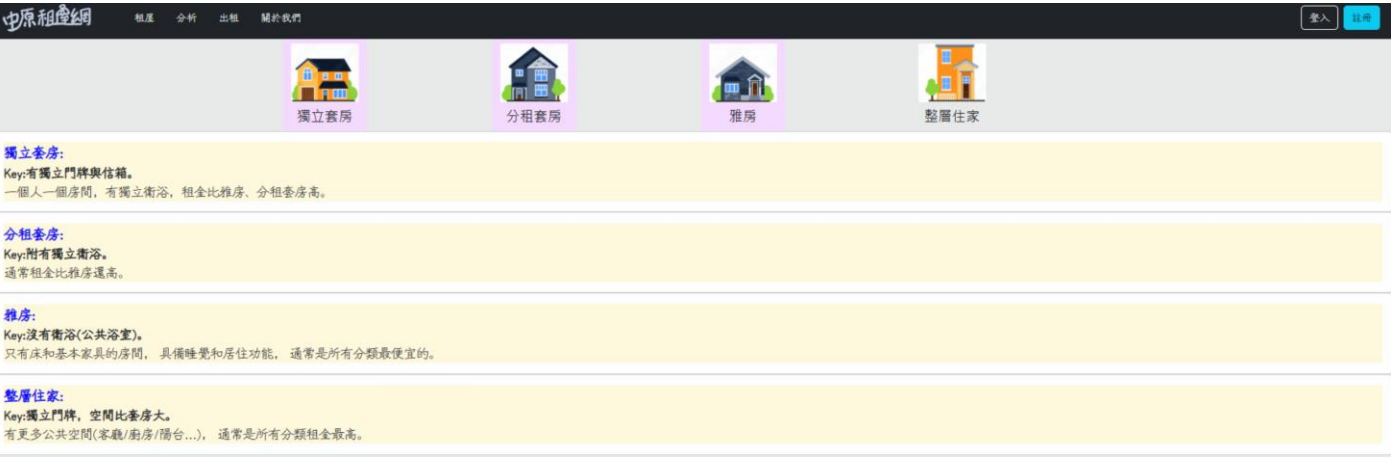 中原租屋網
租屋 分析 出租 關於我們 登入 註冊
獨立套房 分租套房 雅房 整層住家
獨立套房:
Key:有獨立門牌與信箱。
一個人一個房間，有獨立衛浴，租金比雅房、分租套房高。
分租套房:
Key:附有獨立衛浴。
通常租金比雅房還高。
雅房:
Key:沒有衛浴(公共浴室)。
只有床和基本家具的房間， 具備睡覺和居住功能， 通常是所有分類最便宜的。
整層住家:
Key:獨立門牌，空間比套房大。
有更多公共空間(客廳/廚房/陽台...)， 通常是所有分類租金最高。